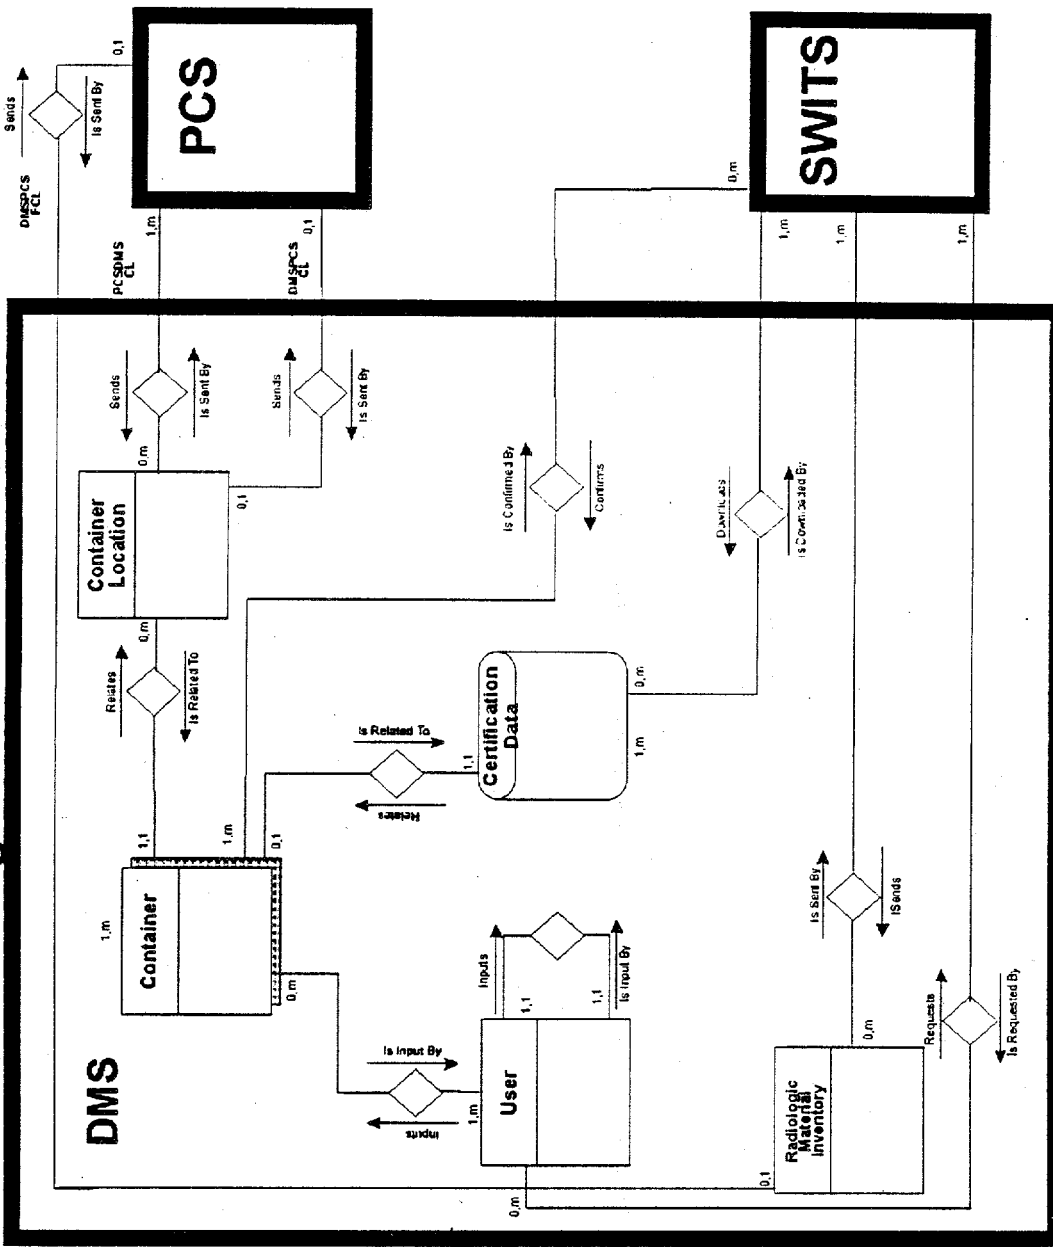 DMS
1,m
Container
0,m
1,1
1,m
0,1
Relates
Is Related To
0,m
Container
Location
0,m
0,1
Sends
Is Sent By
Sends
Is Sent By
PCSDMS
CL
DMSPCS
CL
1,m
0,1
PCS
DMSPCS
FCL
Sends
Is Sent By
0,1
Is Input By
Inputs
1,m
User
1,1
1,1
Inputs
Is Input By
0,m
Is Related To
Relates
1,1
Certification
Data
1,m
0,m
Is Confirmed By
Confirms
Downloads
Is Downloaded By
0,m
1,m
1,m
1,m
SWITS
0,1
Radiologic
Material
Inventory
0,m
Is Sent By
ISends
Requests
Is Requested By